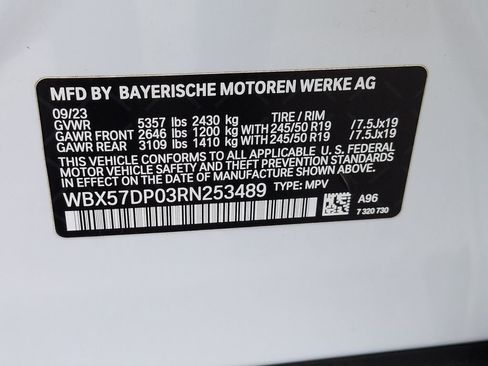 MFD BY BAYERISCHE MOTOREN WERKE AG
09/23
GVWR 5357 lbs 2430 kg TIRE / RIM
GAWR FRONT 2646 lbs 1200 kg WITH 245/50 R19 /7.5Jx19
GAWR REAR 3109 lbs 1410 kg WITH 245/50 R19 /7.5Jx19
THIS VEHICLE CONFORMS TO ALL APPLICABLE U. S. FEDERAL
MOTOR VEHICLE SAFETY AND THEFT PREVENTION STANDARDS
IN EFFECT ON THE DATE OF MANUFACTURE SHOWN ABOVE.
WBX57DP03RN253489 TYPE: MPV
A96
7 320 730